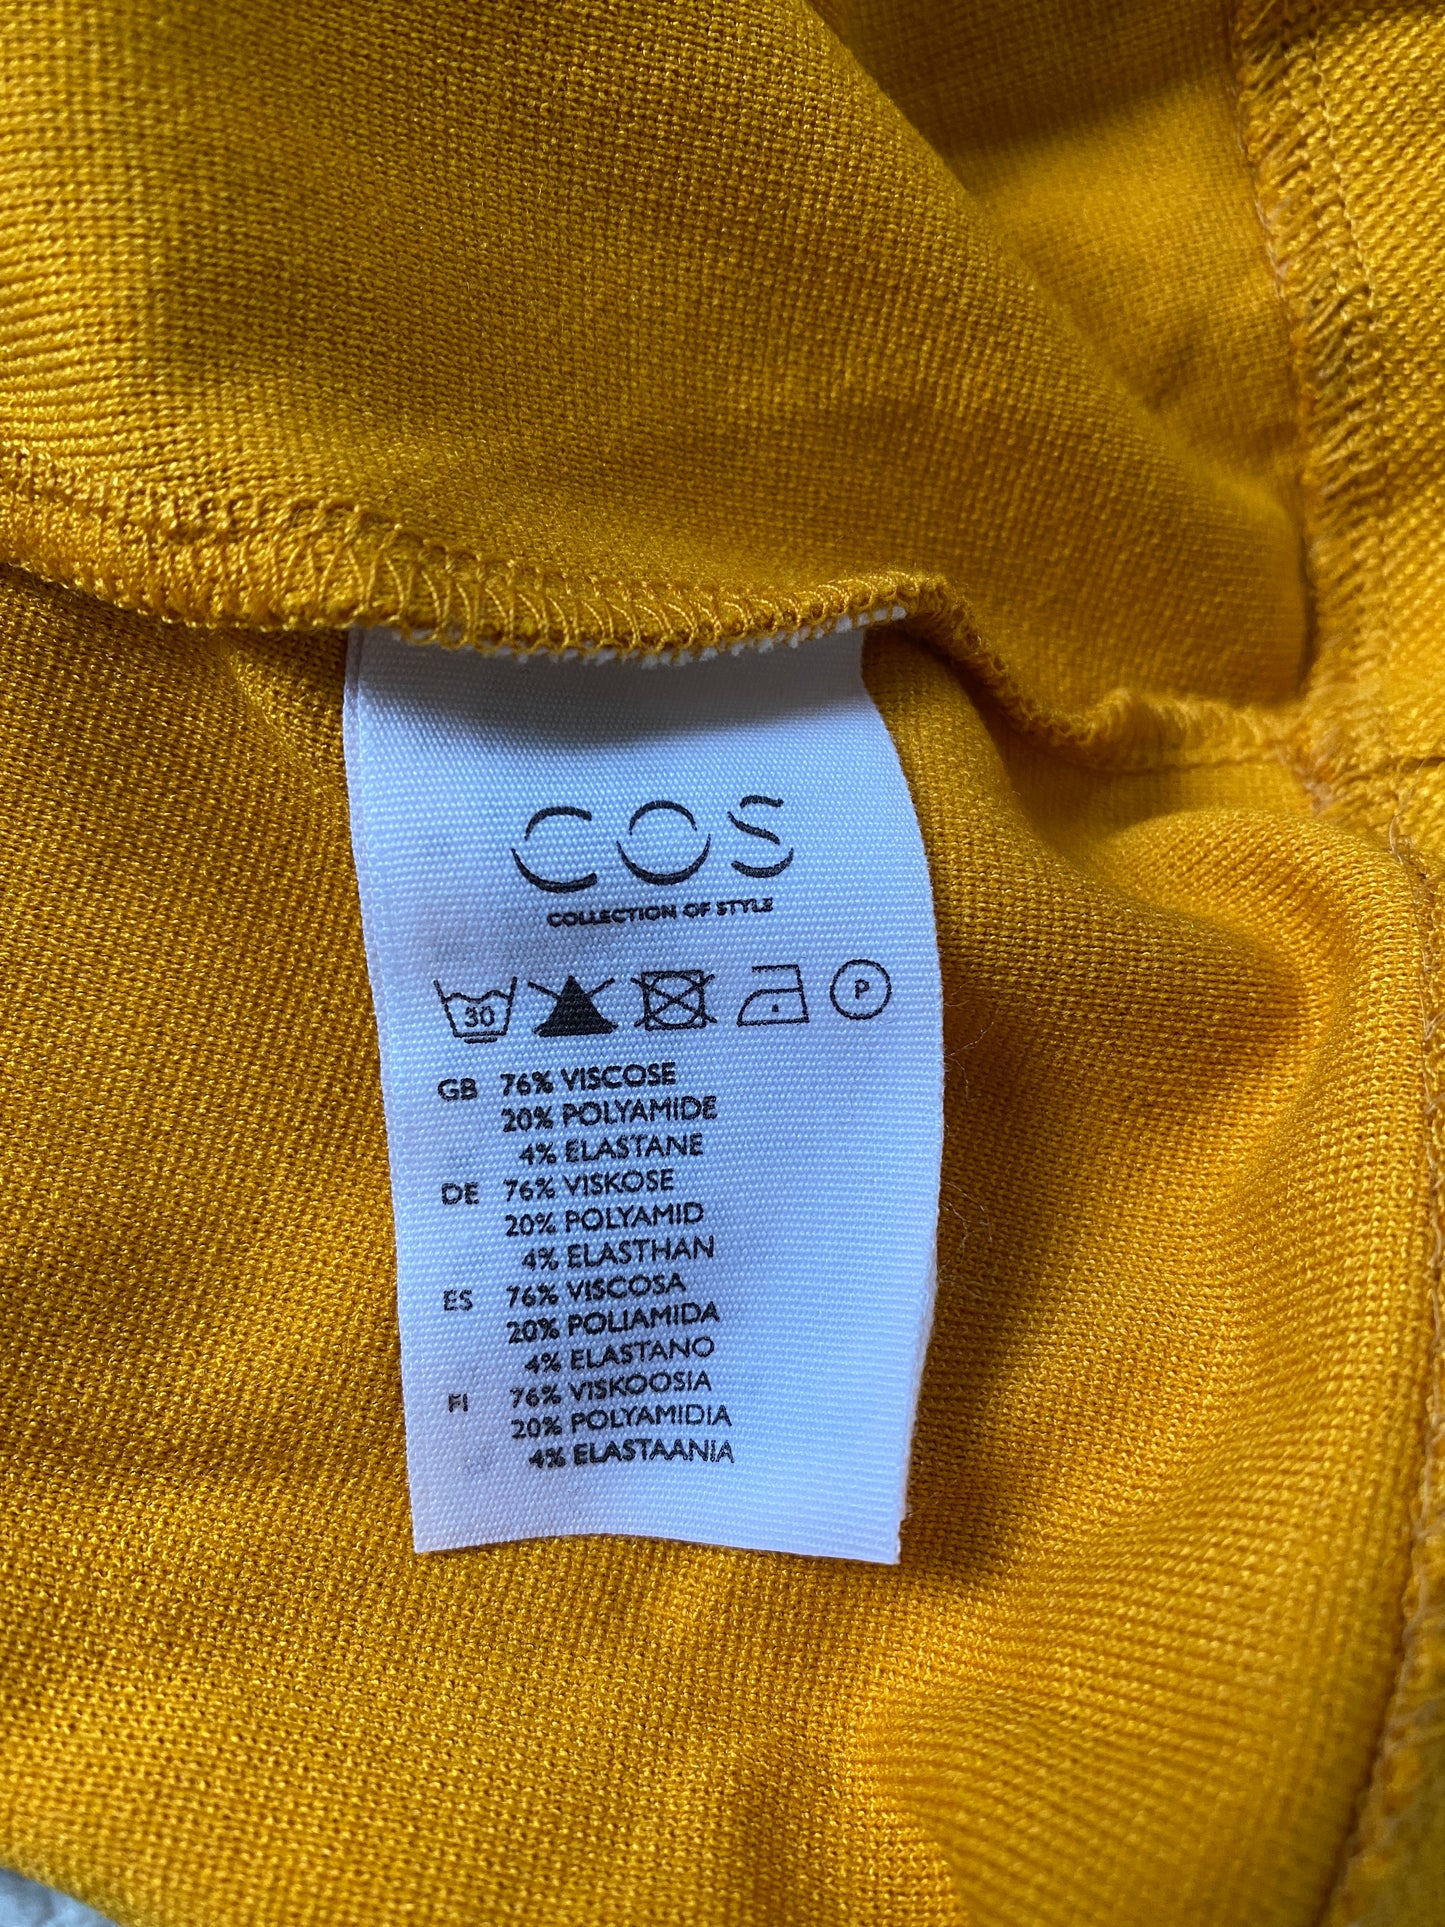 COS
COLLECTION OF STYLE
30 P
GB 76% VISCOSE
20% POLYAMIDE
4% ELASTANE
DE 76% VISKOSE
20% POLYAMID
4% ELASTHAN
ES 76% VISCOSA
20% POLIAMIDA
4% ELASTANO
FI 76% VISKOOSIA
20% POLYAMIDIA
4% ELASTAANIA